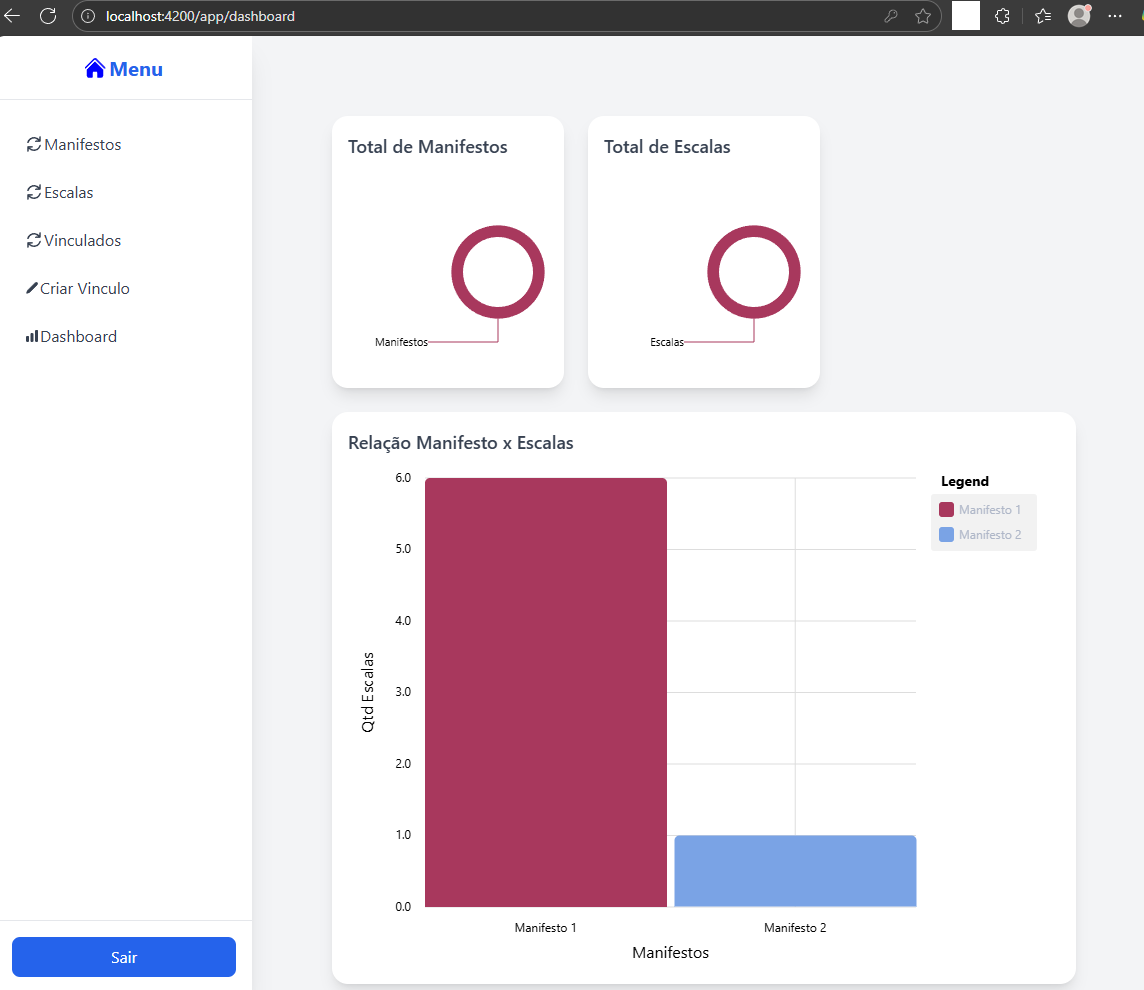 localhost:4200/app/dashboard
Menu
Manifestos
Escalas
Vinculados
Criar Vinculo
Dashboard
Sair
Total de Manifestos
Manifestos
Total de Escalas
Escalas
Relação Manifesto x Escalas
6.0
5.0
4.0
3.0
2.0
1.0
0.0
Qtd Escalas
Manifesto 1
Manifesto 2
Manifestos
Legend
Manifesto 1
Manifesto 2